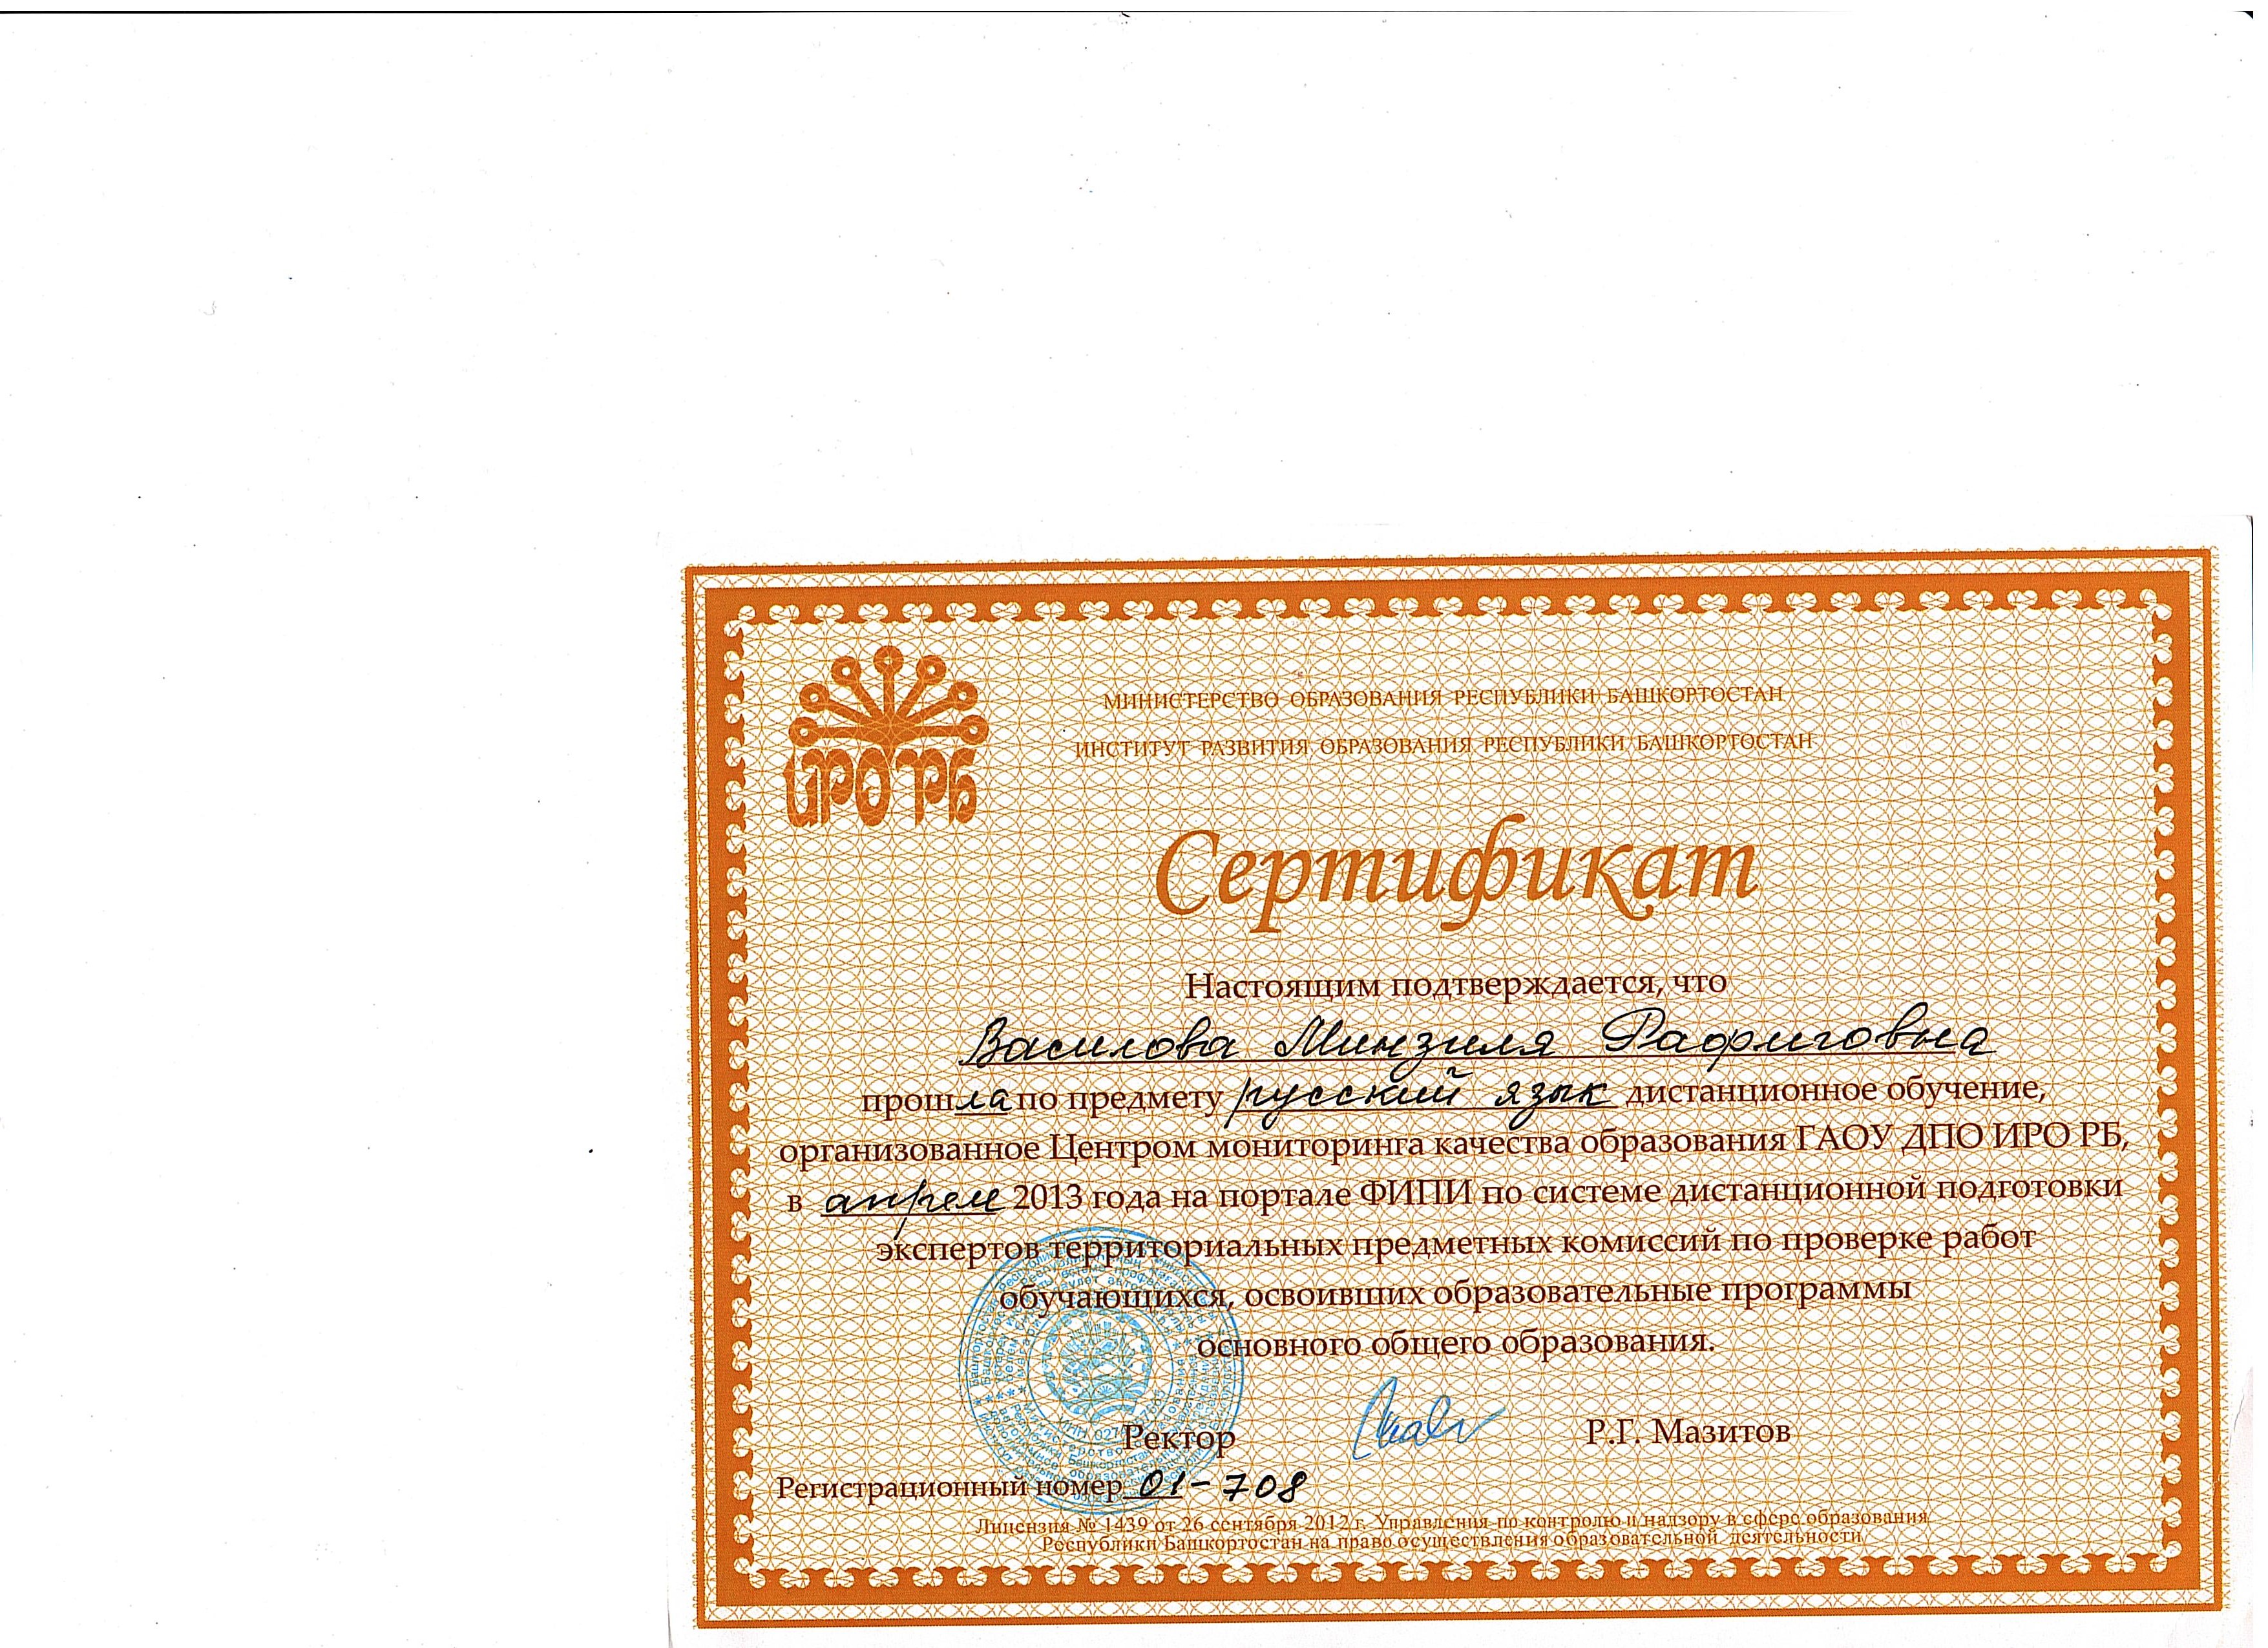 МИНИСТЕРСТВО ОБРАЗОВАНИЯ РЕСПУБЛИКИ БАШКОРТОСТАН
ИНСТИТУТ РАЗВИТИЯ ОБРАЗОВАНИЯ РЕСПУБЛИКИ БАШКОРТОСТАН
ИРО РБ
Сертификат
Настоящим подтверждается, что
Василова Минзиля Рафиговна
прошла по предмету русский язык дистанционное обучение,
организованное Центром мониторинга качества образования ГАОУ ДПО ИРО РБ,
в апреле 2013 года на портале ФИПИ по системе дистанционной подготовки
экспертов территориальных предметных комиссий по проверке работ
обучающихся, освоивших образовательные программы
основного общего образования.
Ректор Р.Г. Мазитов
Регистрационный номер 01-708
Лицензия № 1439 от 26 сентября 2012 г. Управления по контролю и надзору в сфере образования
Республики Башкортостан на право осуществления образовательной деятельности